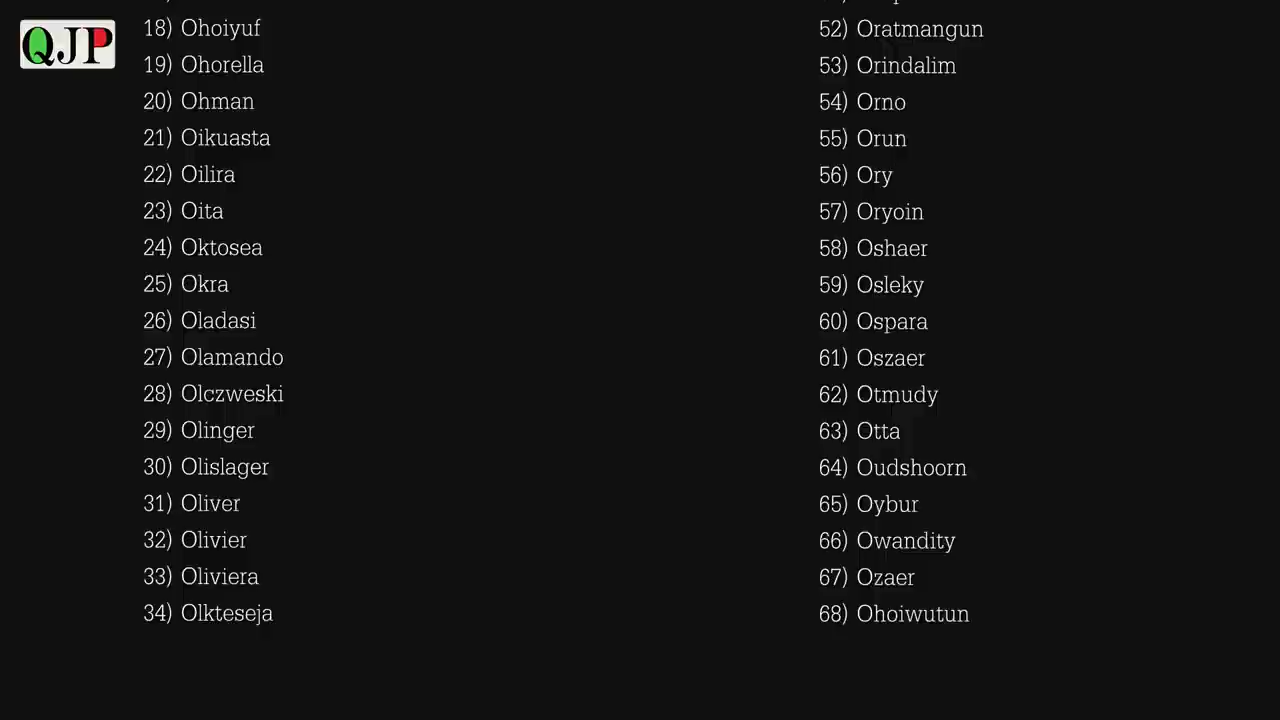 QJP
18) Ohoiyuf
19) Ohorella
20) Ohman
21) Oikuasta
22) Oilira
23) Oita
24) Oktosea
25) Okra
26) Oladasi
27) Olamando
28) Olczweski
29) Olinger
30) Olislager
31) Oliver
32) Olivier
33) Oliviera
34) Olkteseja
52) Oratmangun
53) Orindalim
54) Orno
55) Orun
56) Ory
57) Oryoin
58) Oshaer
59) Osleky
60) Ospara
61) Oszaer
62) Otmudy
63) Otta
64) Oudshoorn
65) Oybur
66) Owandity
67) Ozaer
68) Ohoiwutun